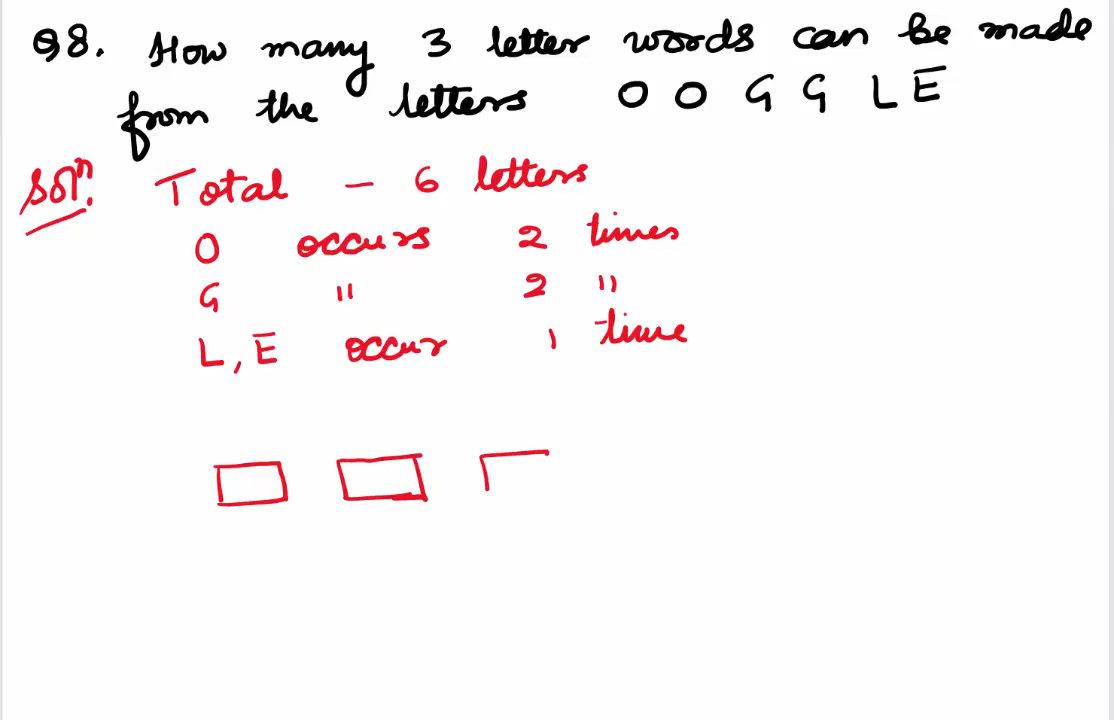 Q8. How many 3 letter words can be made
from the letters O O G G L E
Solⁿ. Total - 6 letters
O occurs 2 times
G " 2 "
L, E occur 1 time